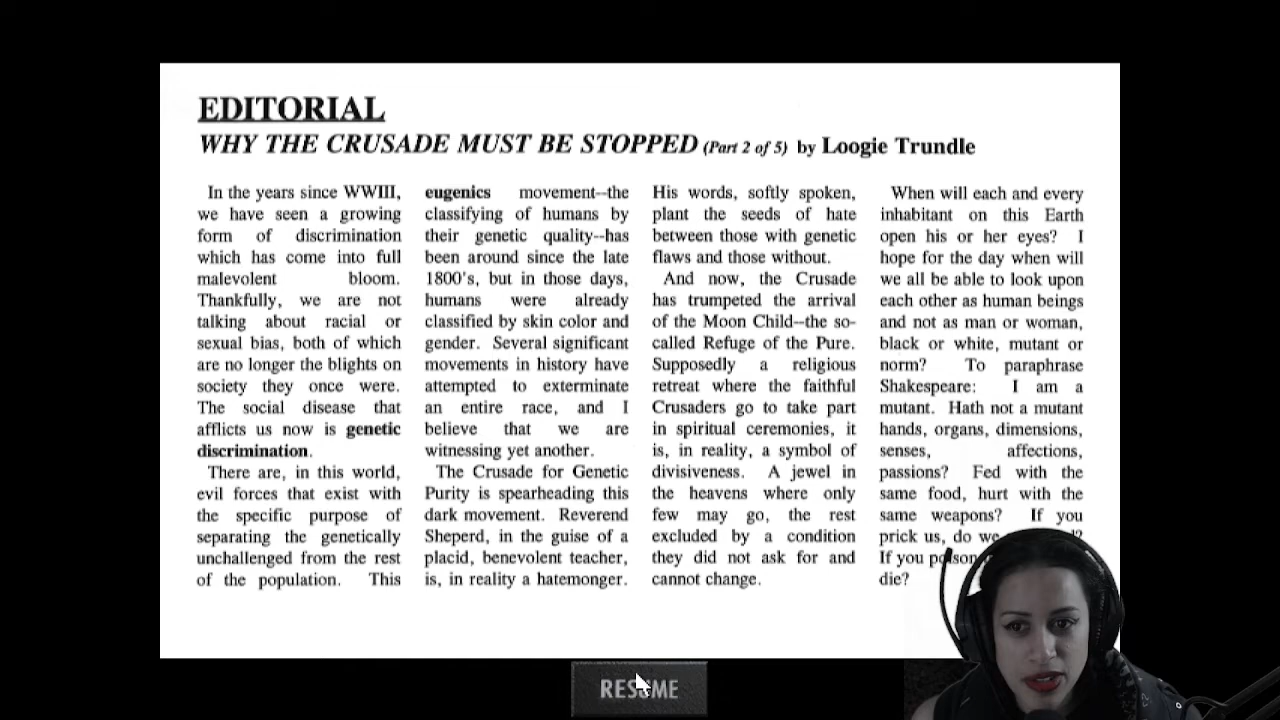 EDITORIAL
WHY THE CRUSADE MUST BE STOPPED (Part 2 of 5) by Loogie Trundle
In the years since WWIII,
we have seen a growing
form of discrimination
which has come into full
malevolent bloom.
Thankfully, we are not
talking about racial or
sexual bias, both of which
are no longer the blights on
society they once were.
The social disease that
afflicts us now is genetic
discrimination.
There are, in this world,
evil forces that exist with
the specific purpose of
separating the genetically
unchallenged from the rest
of the population. This
eugenics movement--the
classifying of humans by
their genetic quality--has
been around since the late
1800's, but in those days,
humans were already
classified by skin color and
gender. Several significant
movements in history have
attempted to exterminate
an entire race, and I
believe that we are
witnessing yet another.
The Crusade for Genetic
Purity is spearheading this
dark movement. Reverend
Sheperd, in the guise of a
placid, benevolent teacher,
is, in reality a hatemonger.
His words, softly spoken,
plant the seeds of hate
between those with genetic
flaws and those without.
And now, the Crusade
has trumpeted the arrival
of the Moon Child--the so-
called Refuge of the Pure.
Supposedly a religious
retreat where the faithful
Crusaders go to take part
in spiritual ceremonies, it
is, in reality, a symbol of
divisiveness. A jewel in
the heavens where only
few may go, the rest
excluded by a condition
they did not ask for and
cannot change.
When will each and every
inhabitant on this Earth
open his or her eyes? I
hope for the day when will
we all be able to look upon
each other as human beings
and not as man or woman,
black or white, mutant or
norm? To paraphrase
Shakespeare: I am a
mutant. Hath not a mutant
hands, organs, dimensions,
senses, affections,
passions? Fed with the
same food, hurt with the
same weapons? If you
prick us, do we
If you
die?
RESUME